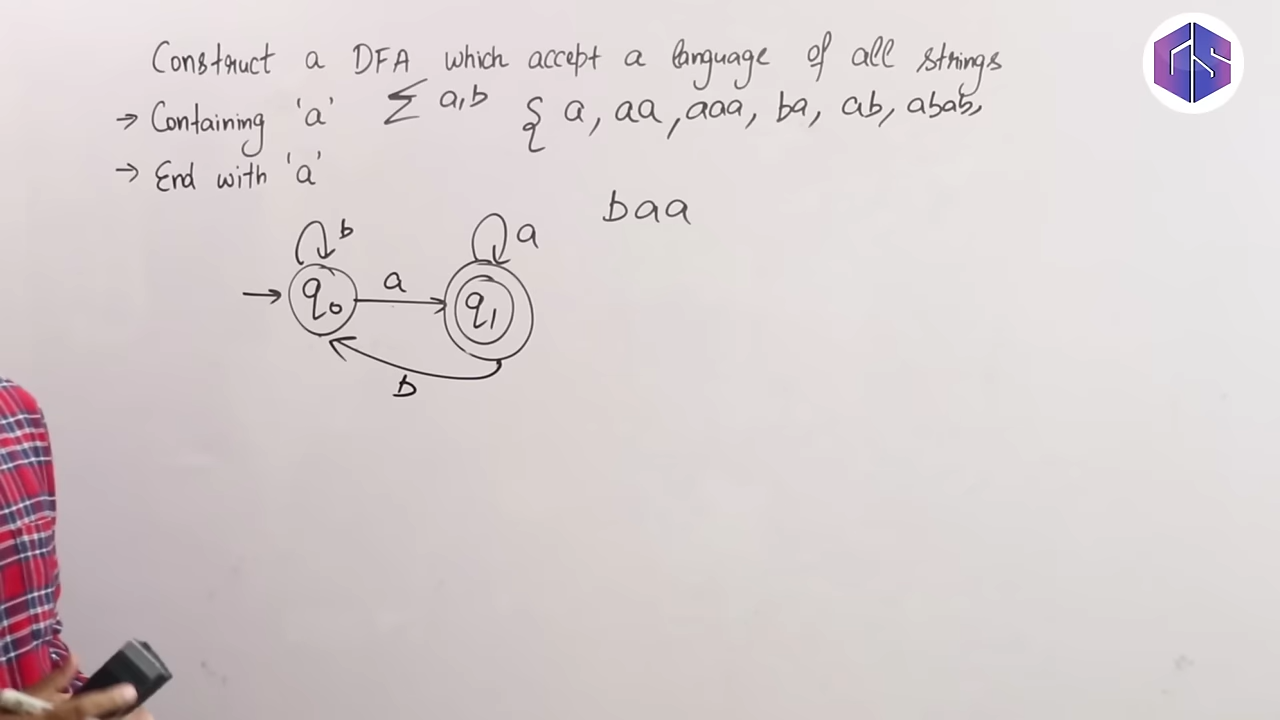 Construct a DFA which accept a language of all strings
→ Containing 'a' Σ a,b { a, aa, aaa, ba, ab, abab,
→ End with 'a'
baa
b a
q₀ a q₁
b